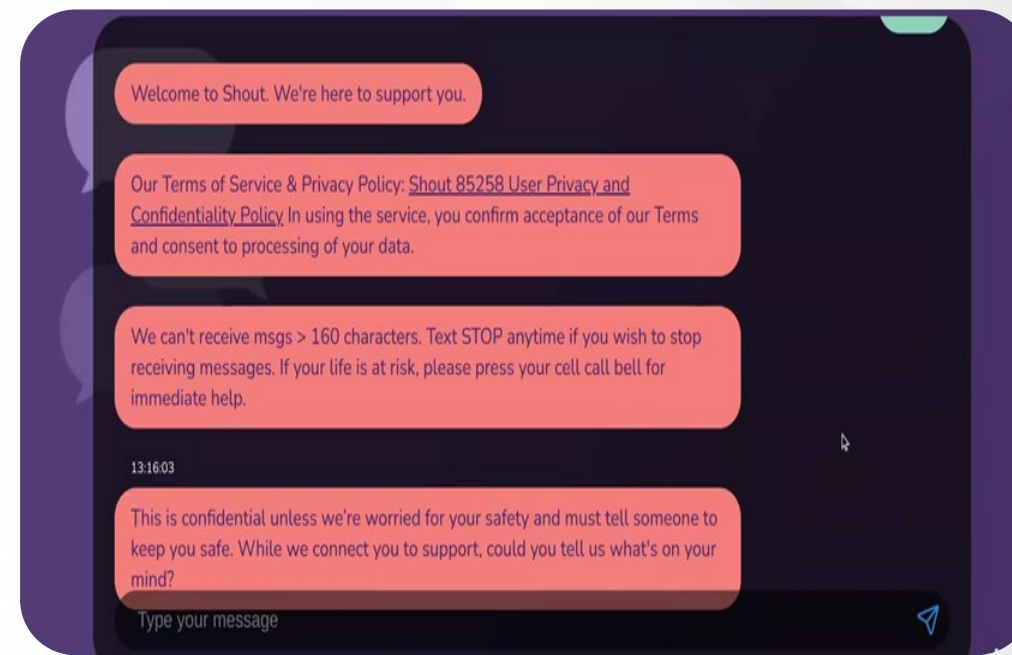 Welcome to Shout. We're here to support you.
Our Terms of Service & Privacy Policy: Shout 85258 User Privacy and
Confidentiality Policy In using the service, you confirm acceptance of our Terms
and consent to processing of your data.
We can't receive msgs > 160 characters. Text STOP anytime if you wish to stop
receiving messages. If your life is at risk, please press your cell call bell for
immediate help.
13:16:03
This is confidential unless we're worried for your safety and must tell someone to
keep you safe. While we connect you to support, could you tell us what's on your
mind?
Type your message